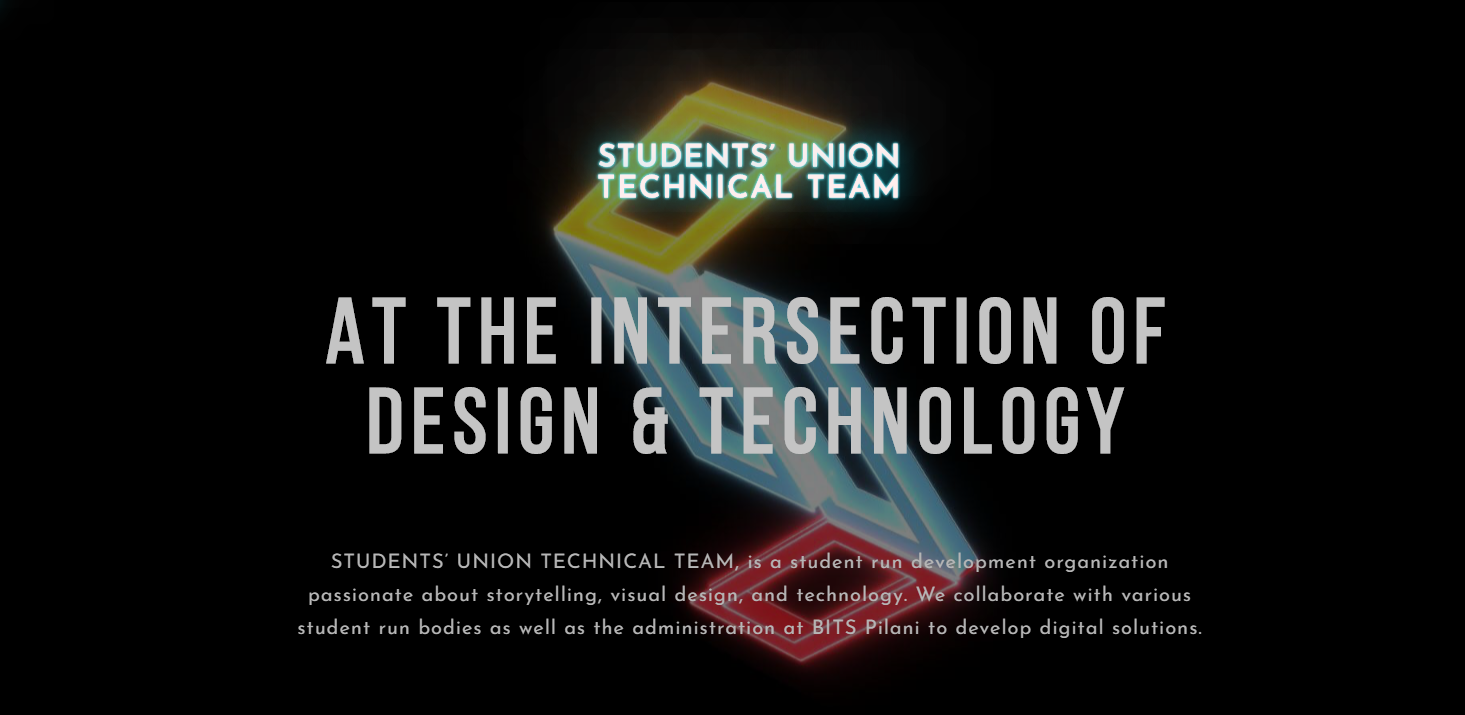 STUDENTS’ UNION
TECHNICAL TEAM
AT THE INTERSECTION OF
DESIGN & TECHNOLOGY
STUDENTS’ UNION TECHNICAL TEAM, is a student run development organization
passionate about storytelling, visual design, and technology. We collaborate with various
student run bodies as well as the administration at BITS Pilani to develop digital solutions.